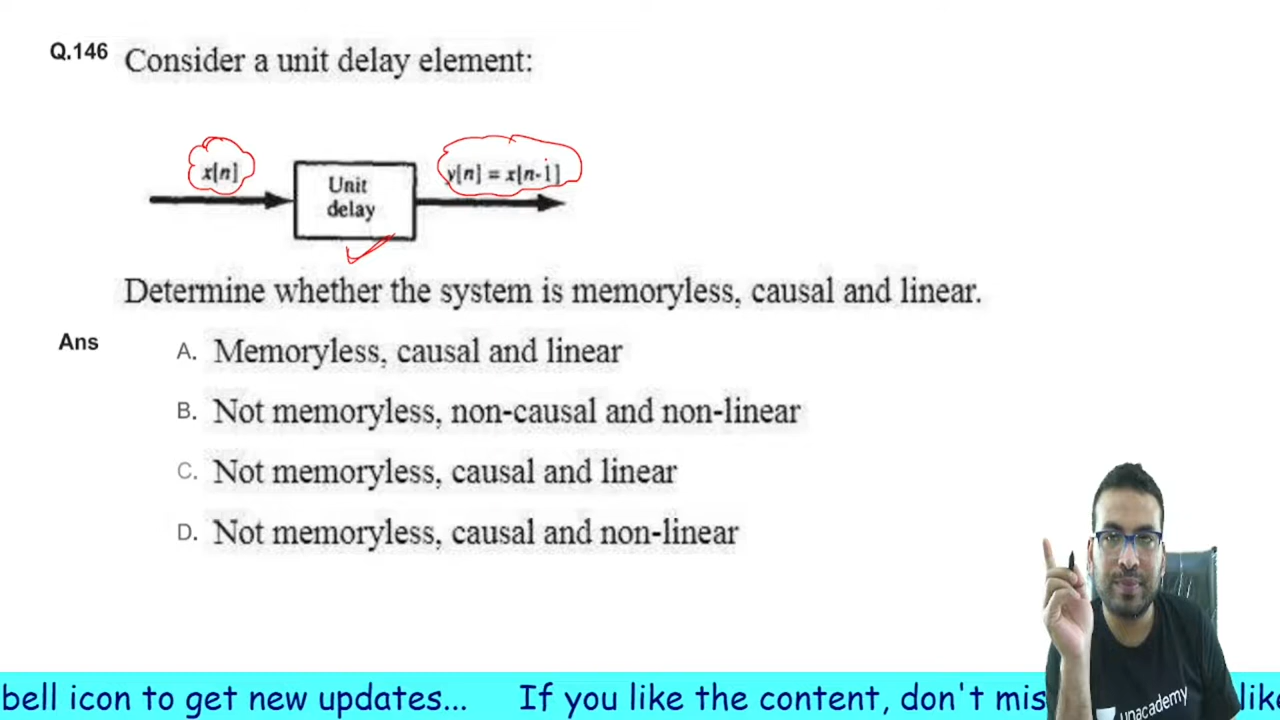 Q.146 Consider a unit delay element:
x[n]
y[n] = x[n-1]
Unit
delay
Determine whether the system is memoryless, causal and linear.
Ans
A. Memoryless, causal and linear
B. Not memoryless, non-causal and non-linear
C. Not memoryless, causal and linear
D. Not memoryless, causal and non-linear
unacademy
bell icon to get new updates... If you like the content, don't mis like